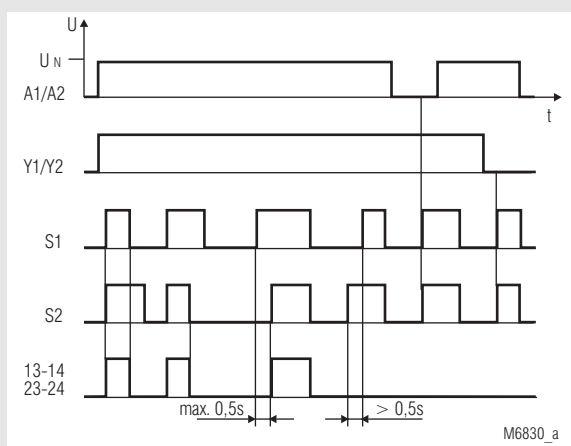 U
U N
A1/A2
t
Y1/Y2
S1
S2
13-14
23-24
max. 0,5s
> 0,5s
M6830_a